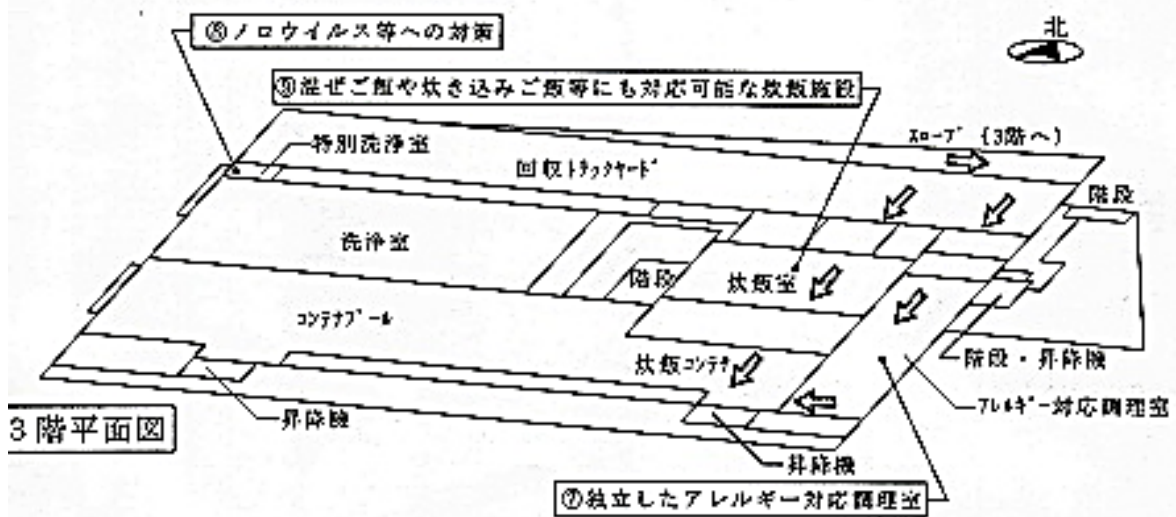 ⑧ノロウイルス等への対策
北
⑨混ぜご飯や炊き込みご飯等にも対応可能な炊飯施設
スロープ（3階へ）
特別洗浄室
回収トラックヤード
階段
洗浄室
階段
炊飯室
コンテナプール
炊飯コンテナ
階段・昇降機
アレルギー対応調理室
昇降機
3階平面図
昇降機
⑦独立したアレルギー対応調理室